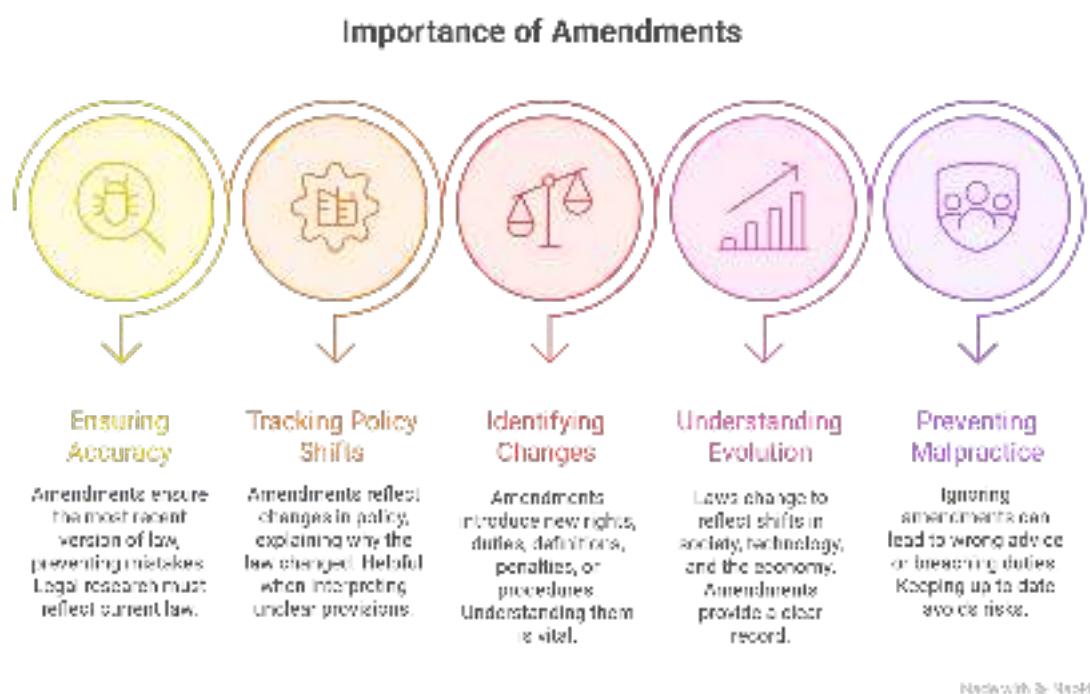 Importance of Amendments
Ensuring
Accuracy
Amendments ensure
the most recent
version of law,
preventing mistakes.
Legal research must
reflect current law.
Tracking Policy
Shifts
Amendments reflect
changes in policy,
explaining why the
law changed. Helpful
when interpreting
unclear provisions.
Identifying
Changes
Amendments
introduce new rights,
duties, definitions,
penalties, or
procedures.
Understanding them
is vital.
Understanding
Evolution
Laws change to
reflect shifts in
society, technology,
and the economy.
Amendments
provide a clear
record.
Preventing
Malpractice
Ignoring
amendments can
lead to wrong advice
or breaching duties.
Keeping up to date
avoids risks.
Made with